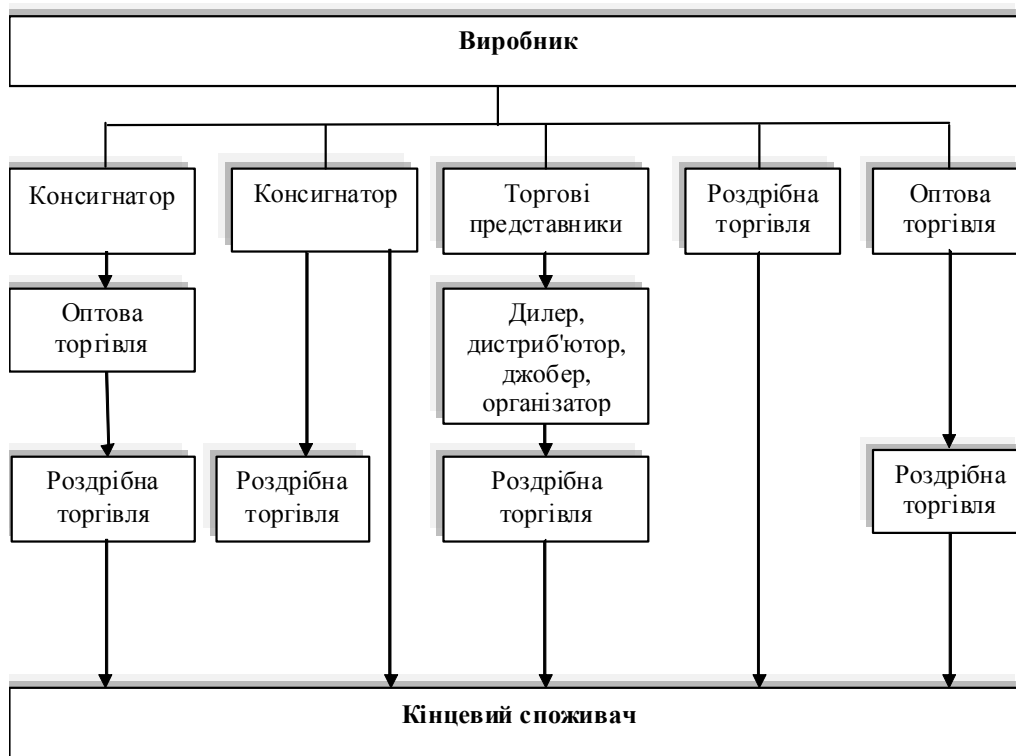 Виробник
Консигнатор
Консигнатор
Торгові
представники
Роздрібна
торгівля
Оптова
торгівля
Оптова
торгівля
Дилер,
дистриб'ютор,
джобер,
організатор
Роздрібна
торгівля
Роздрібна
торгівля
Роздрібна
торгівля
Роздрібна
торгівля
Кінцевий споживач